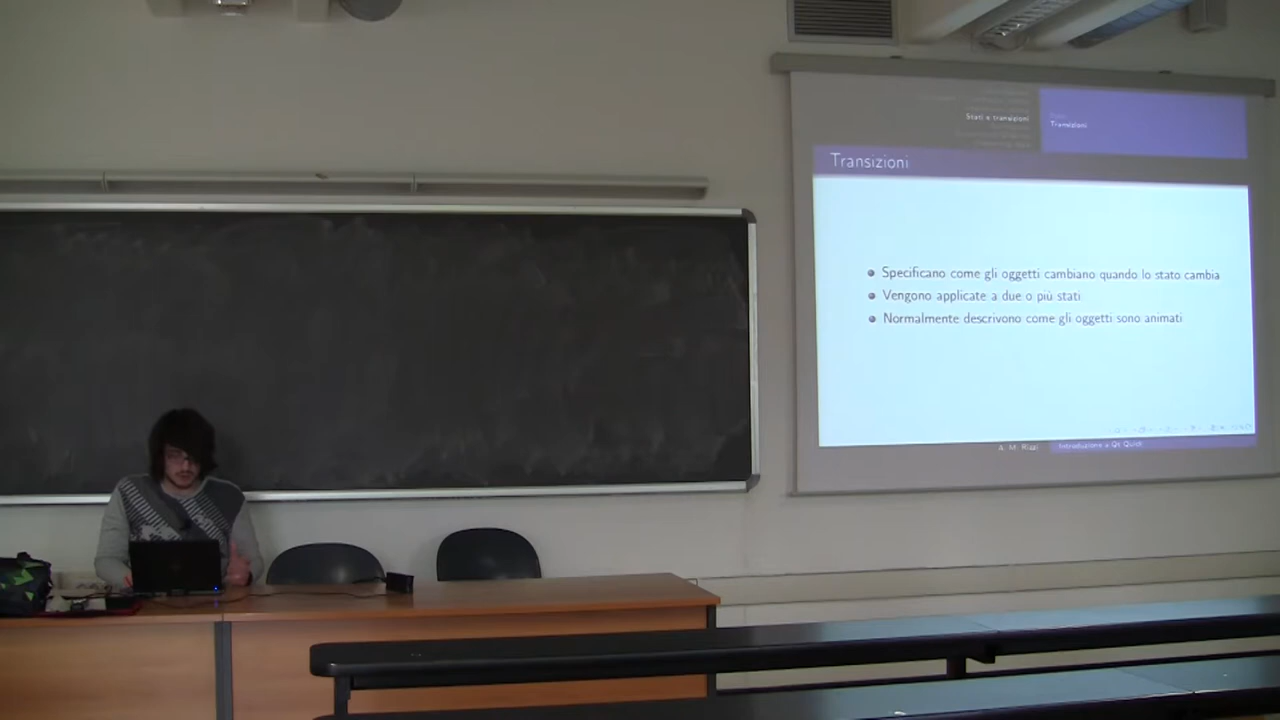 Stati e transizioni
Transizioni
Transizioni
Specificano come gli oggetti cambiano quando lo stato cambia
Vengono applicate a due o più stati
Normalmente descrivono come gli oggetti sono animati
A. M. Rizzi
Introduzione a Qt Quick